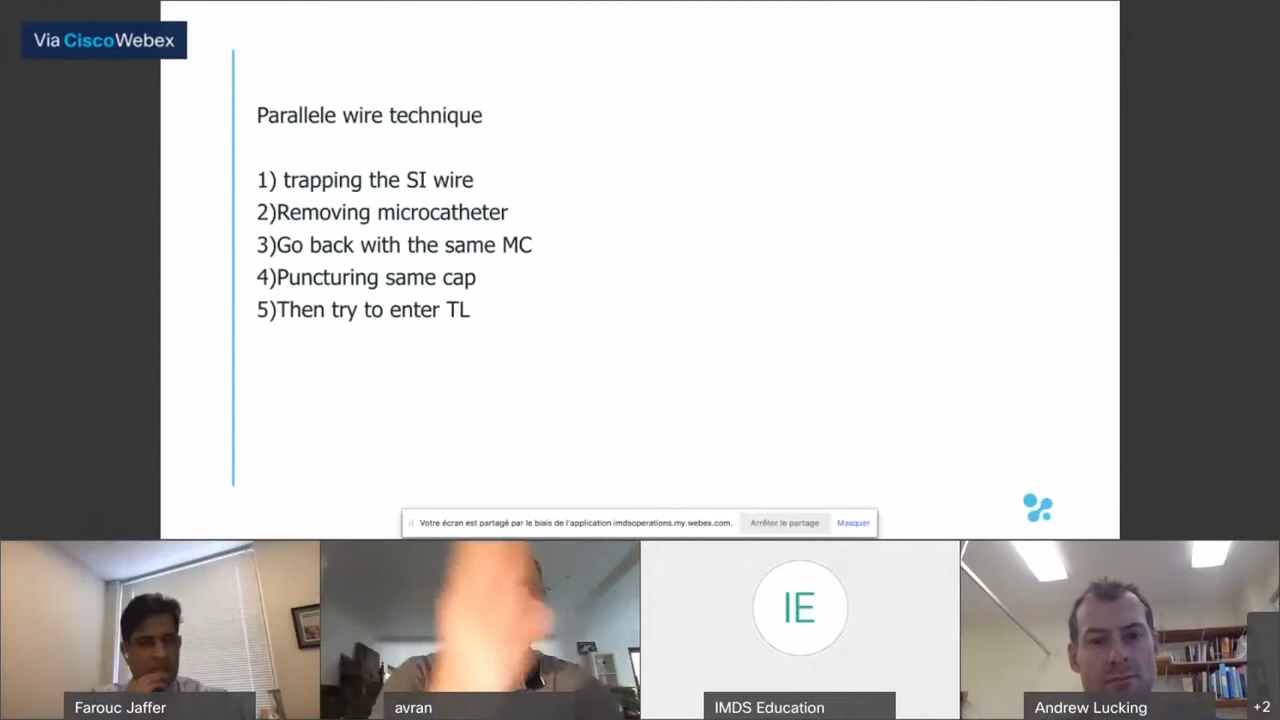 Via CiscoWebex
Parallele wire technique
1) trapping the SI wire
2)Removing microcatheter
3)Go back with the same MC
4)Puncturing same cap
5)Then try to enter TL
Votre écran est partagé par le biais de l'application imdsoperations.my.webex.com.
Arrêter le partage
Masquer
IE
Farouc Jaffer
avran
IMDS Education
Andrew Lucking
+2